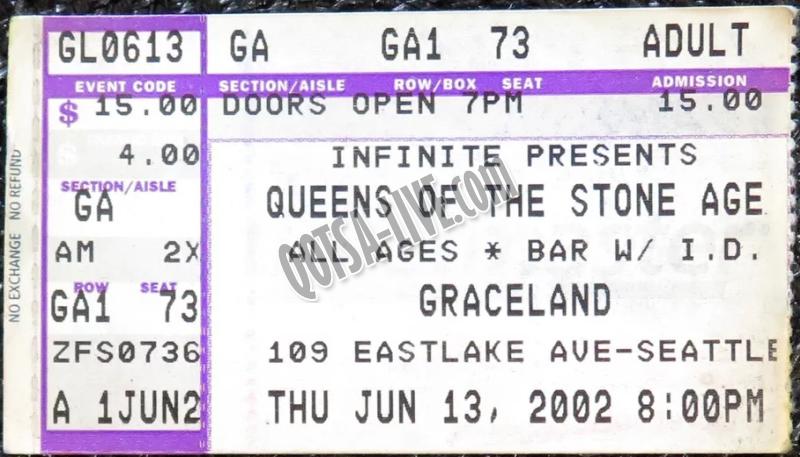 GL0613 GA GA1 73 ADULT
EVENT CODE SECTION/AISLE ROW/BOX SEAT ADMISSION
$ 15.00 DOORS OPEN 7PM 15.00
4.00 INFINITE PRESENTS
SECTION/AISLE
GA QUEENS OF THE STONE AGE
AM 2X ALL AGES * BAR W/ I.D.
ROW SEAT
GA1 73 GRACELAND
ZFS0736 109 EASTLAKE AVE-SEATTLE
A 1JUN2 THU JUN 13, 2002 8:00PM
NO EXCHANGE NO REFUND
QOTSA-LIVE.com